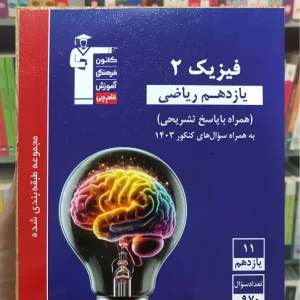 کانون
فرهنگی
آموزش
قلم‌چی
فیزیک ۲
یازدهم ریاضی
(همراه با پاسخ تشریحی)
به همراه سؤال‌های کنکور ۱۴۰۳
مجموعه طبقه‌بندی شده
۱۱
یازدهم
تعداد سؤال
۹۷۰